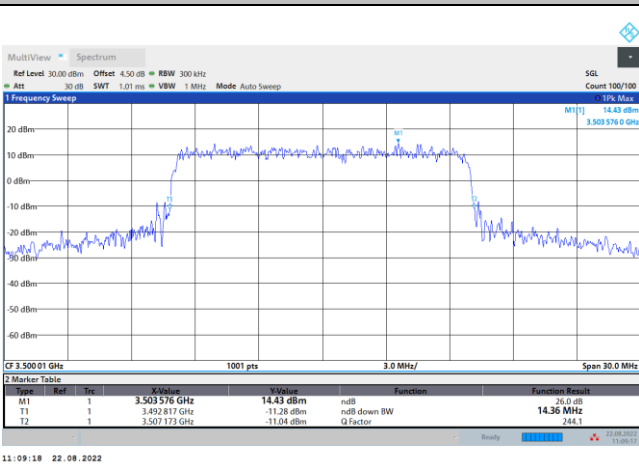 MultiView Spectrum
Ref Level 30.00 dBm Offset 4.50 dB RBW 300 kHz SGL
Att 30 dB SWT 1.01 ms VBW 1 MHz Mode Auto Sweep Count 100/100
1 Frequency Sweep 1Pk Max
M1[1] 14.43 dBm
3.503 576 0 GHz
20 dBm
M1
10 dBm
0 dBm
-10 dBm
-20 dBm
-30 dBm
-40 dBm
-50 dBm
-60 dBm
CF 3.500 01 GHz 1001 pts 3.0 MHz/ Span 30.0 MHz
2 Marker Table
Type Ref Trc X-Value Y-Value Function Function Result
M1 1 3.503 576 GHz 14.43 dBm ndB 26.0 dB
T1 1 3.492 817 GHz -11.28 dBm ndB down BW 14.36 MHz
T2 1 3.507 173 GHz -11.04 dBm Q Factor 244.1
Ready 22.08.2022
11:09:17
11:09:18 22.08.2022